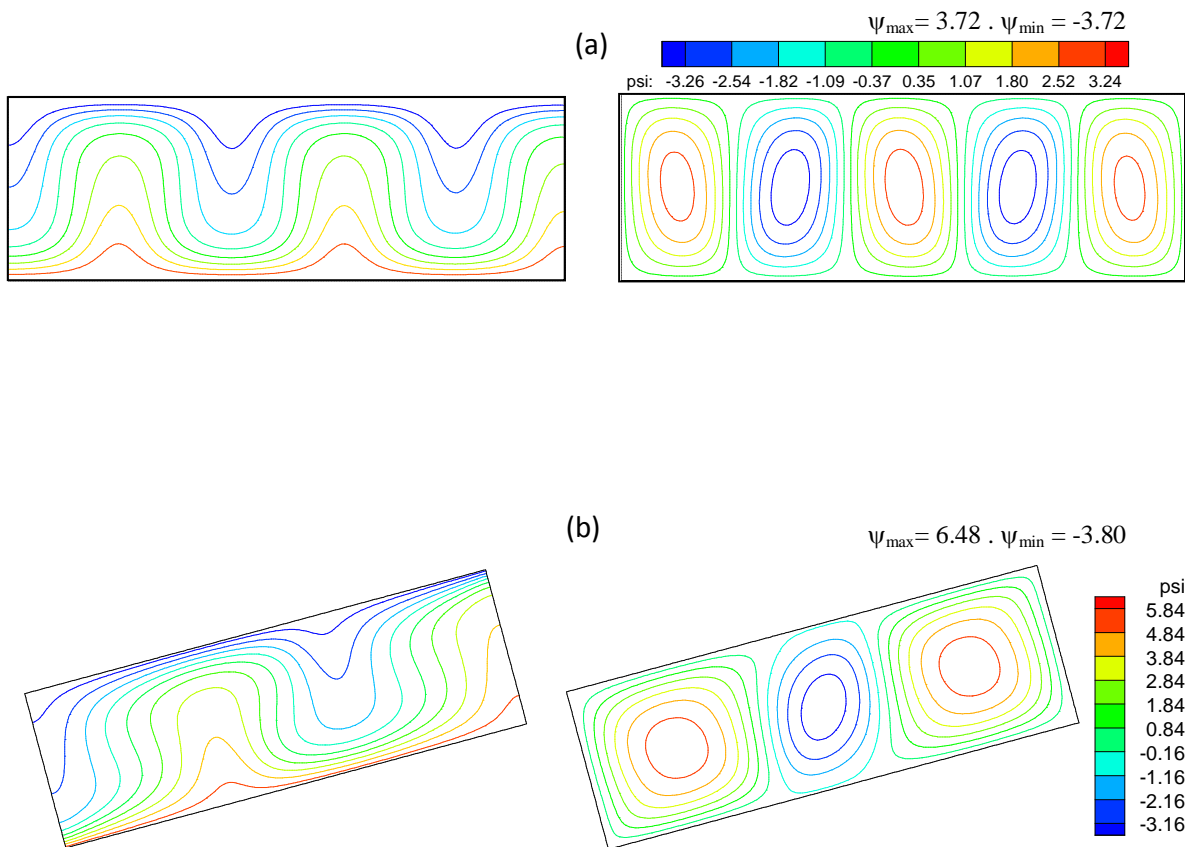 ψmax= 3.72 . ψmin = -3.72
(a)
psi: -3.26 -2.54 -1.82 -1.09 -0.37 0.35 1.07 1.80 2.52 3.24
(b)
ψmax= 6.48 . ψmin = -3.80
psi
5.84
4.84
3.84
2.84
1.84
0.84
-0.16
-1.16
-2.16
-3.16